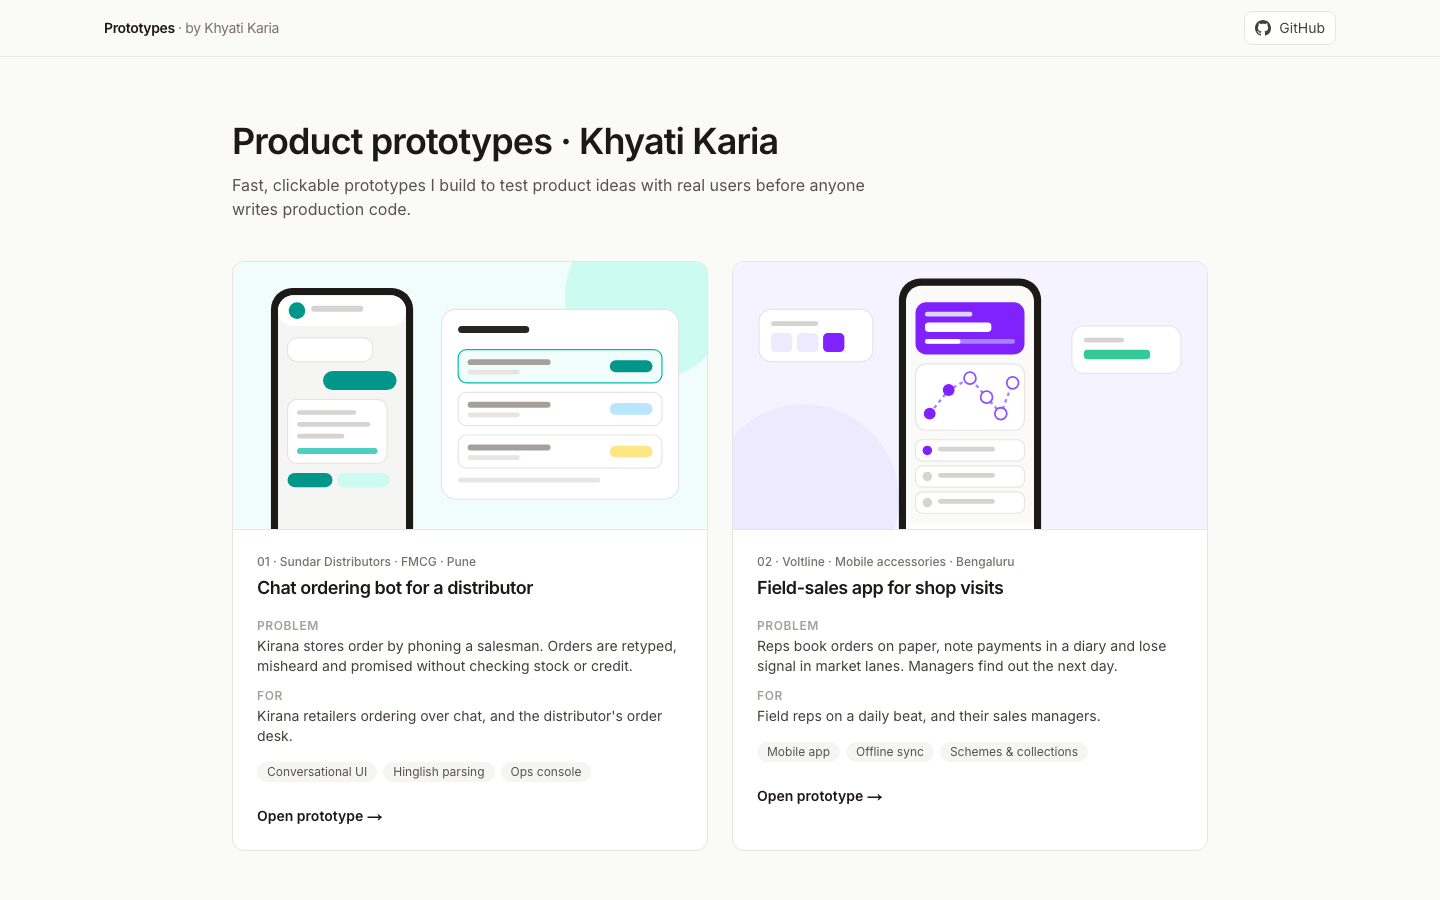 Prototypes · by Khyati Karia
GitHub
Product prototypes · Khyati Karia
Fast, clickable prototypes I build to test product ideas with real users before anyone
writes production code.
01 · Sundar Distributors · FMCG · Pune
Chat ordering bot for a distributor
PROBLEM
Kirana stores order by phoning a salesman. Orders are retyped,
misheard and promised without checking stock or credit.
FOR
Kirana retailers ordering over chat, and the distributor's order
desk.
Conversational UI
Hinglish parsing
Ops console
Open prototype →
02 · Voltline · Mobile accessories · Bengaluru
Field-sales app for shop visits
PROBLEM
Reps book orders on paper, note payments in a diary and lose
signal in market lanes. Managers find out the next day.
FOR
Field reps on a daily beat, and their sales managers.
Mobile app
Offline sync
Schemes & collections
Open prototype →